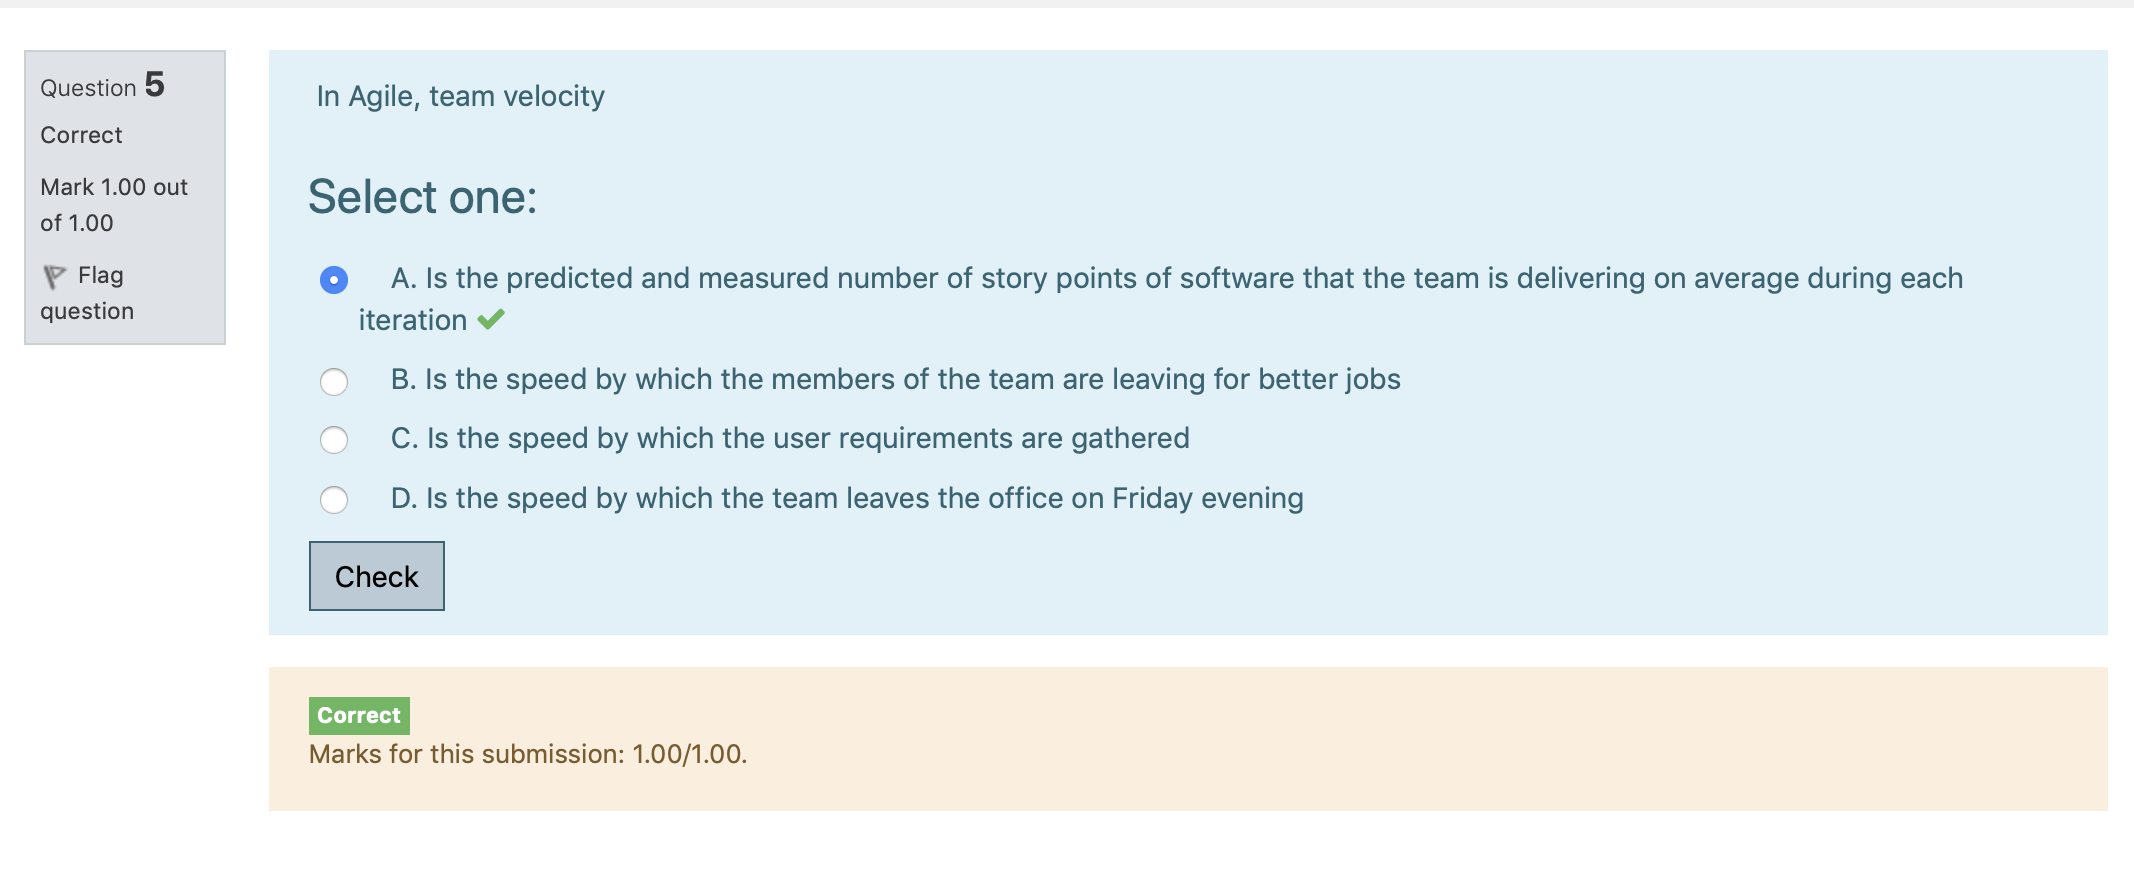 Question 5
Correct
Mark 1.00 out
of 1.00
Flag
question
In Agile, team velocity
Select one:
A. Is the predicted and measured number of story points of software that the team is delivering on average during each
iteration
B. Is the speed by which the members of the team are leaving for better jobs
C. Is the speed by which the user requirements are gathered
D. Is the speed by which the team leaves the office on Friday evening
Check
Correct
Marks for this submission: 1.00/1.00.